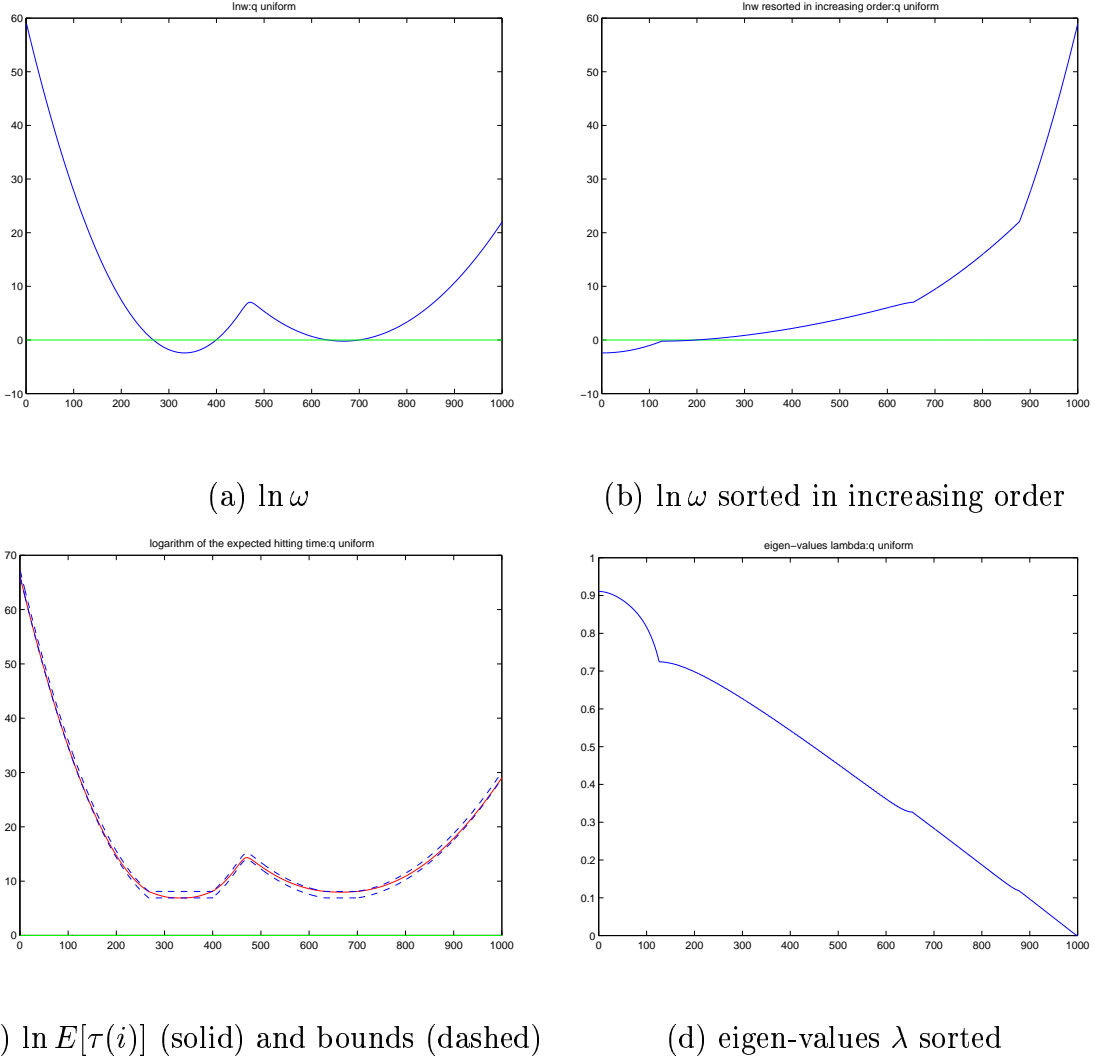 lnw:q uniform
60
50
40
30
20
10
0
−10
0 100 200 300 400 500 600 700 800 900 1000
(a) ln ω
lnw resorted in increasing order:q uniform
60
50
40
30
20
10
0
−10
0 100 200 300 400 500 600 700 800 900 1000
(b) ln ω sorted in increasing order
logarithm of the expected hitting time:q uniform
70
60
50
40
30
20
10
0
0 100 200 300 400 500 600 700 800 900 1000
) ln E[τ(i)] (solid) and bounds (dashed)
eigen−values lambda:q uniform
1
0.9
0.8
0.7
0.6
0.5
0.4
0.3
0.2
0.1
0
0 100 200 300 400 500 600 700 800 900 1000
(d) eigen-values λ sorted